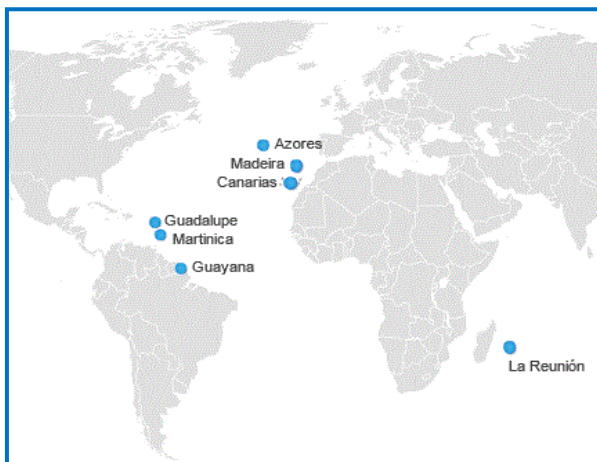 Azores
Madeira
Canarias
Guadalupe
Martinica
Guayana
La Reunión